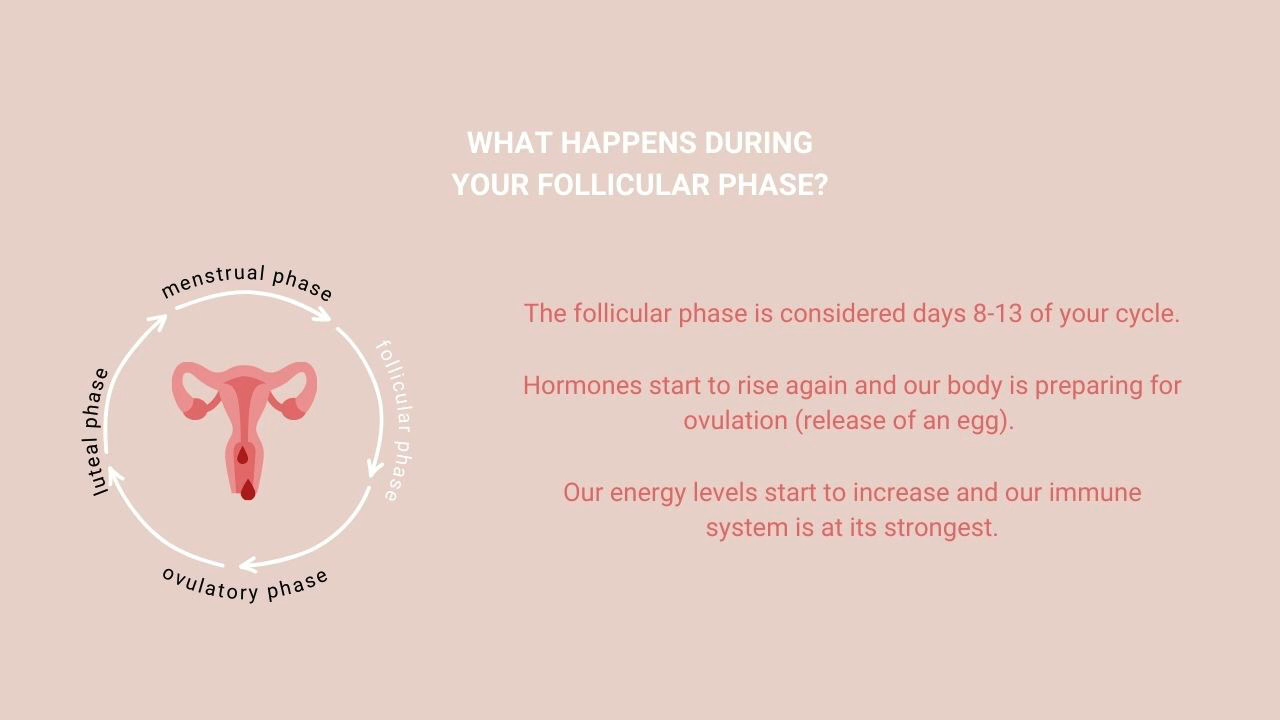 WHAT HAPPENS DURING
YOUR FOLLICULAR PHASE?
menstrual phase
follicular phase
ovulatory phase
luteal phase
The follicular phase is considered days 8-13 of your cycle.
Hormones start to rise again and our body is preparing for
ovulation (release of an egg).
Our energy levels start to increase and our immune
system is at its strongest.